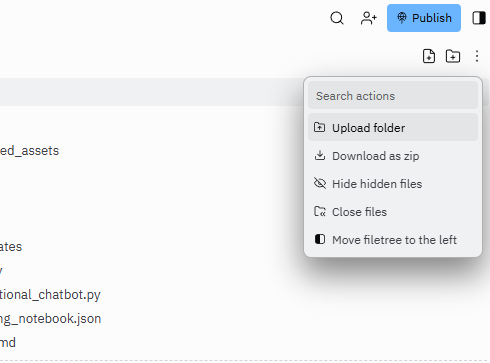 Publish
Search actions
Upload folder
ed_assets
Download as zip
Hide hidden files
Close files
Move filetree to the left
ates
y
tional_chatbot.py
ng_notebook.json
md